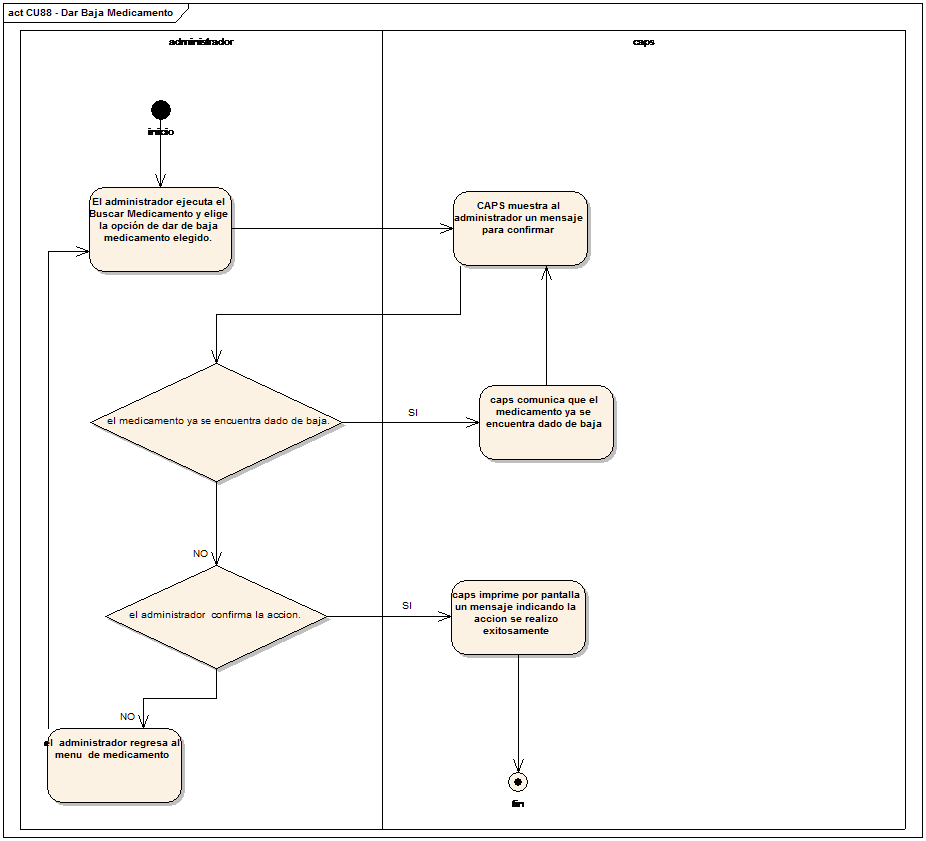 act CU88 - Dar Baja Medicamento
administrador
caps
inicio
El administrador ejecuta el
Buscar Medicamento y elige
la opción de dar de baja
medicamento elegido.
CAPS muestra al
administrador un mensaje
para confirmar
el medicamento ya se encuentra dado de baja.
SI
caps comunica que el
medicamento ya se
encuentra dado de baja
NO
el administrador  confirma la accion.
SI
caps imprime por pantalla
un mensaje indicando la
accion se realizo
exitosamente
NO
el  administrador regresa al
menu  de medicamento
fin